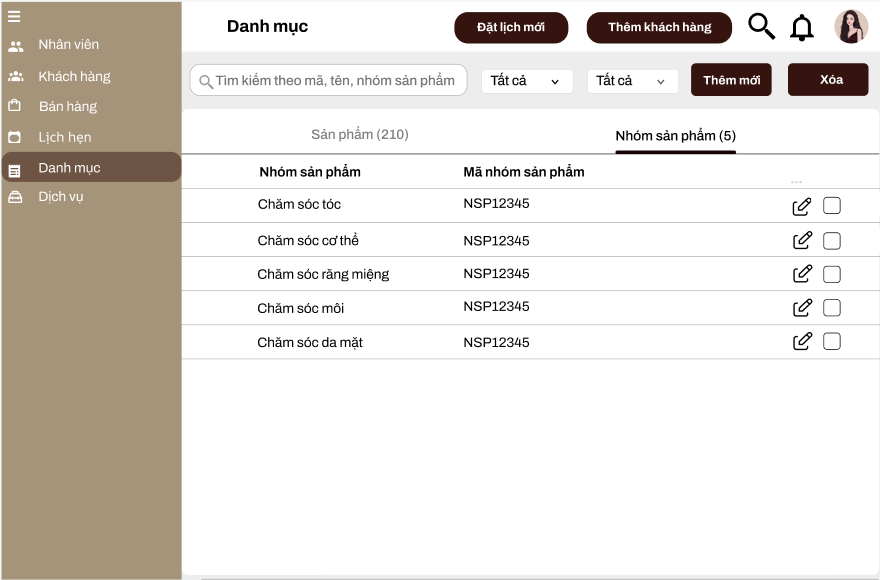 Danh mục
Đặt lịch mới
Thêm khách hàng
Nhân viên
Khách hàng
Bán hàng
Lịch hẹn
Danh mục
Dịch vụ
Tìm kiếm theo mã, tên, nhóm sản phẩm
Tất cả
Tất cả
Thêm mới
Xóa
Sản phẩm (210)
Nhóm sản phẩm (5)
Nhóm sản phẩm Mã nhóm sản phẩm ...
Chăm sóc tóc NSP12345
Chăm sóc cơ thể NSP12345
Chăm sóc răng miệng NSP12345
Chăm sóc môi NSP12345
Chăm sóc da mặt NSP12345